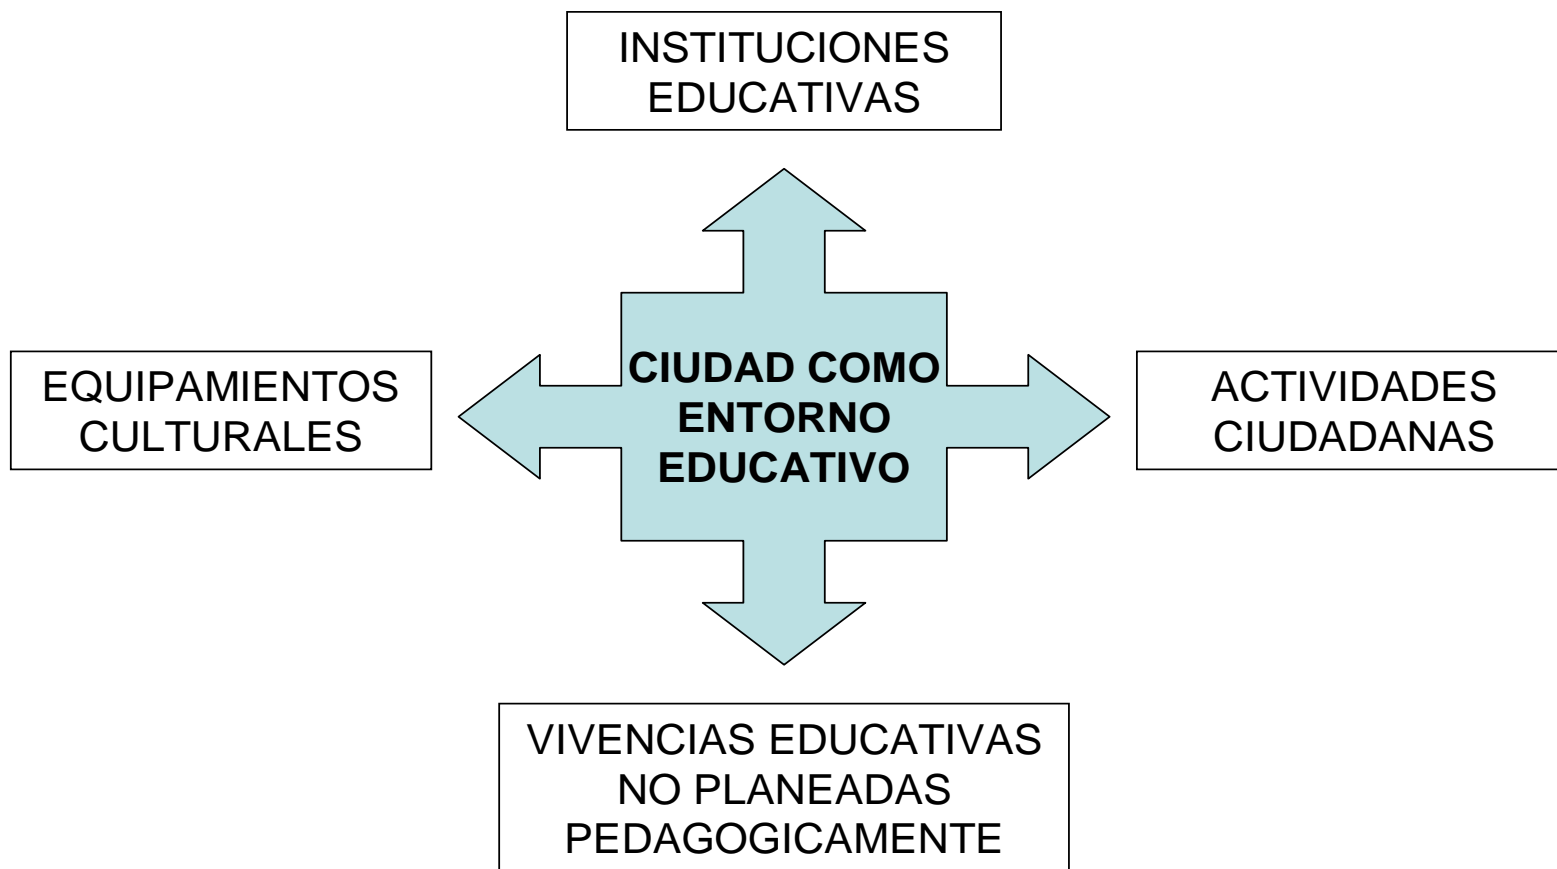 INSTITUCIONES
EDUCATIVAS
EQUIPAMIENTOS
CULTURALES
CIUDAD COMO
ENTORNO
EDUCATIVO
ACTIVIDADES
CIUDADANAS
VIVENCIAS EDUCATIVAS
NO PLANEADAS
PEDAGOGICAMENTE